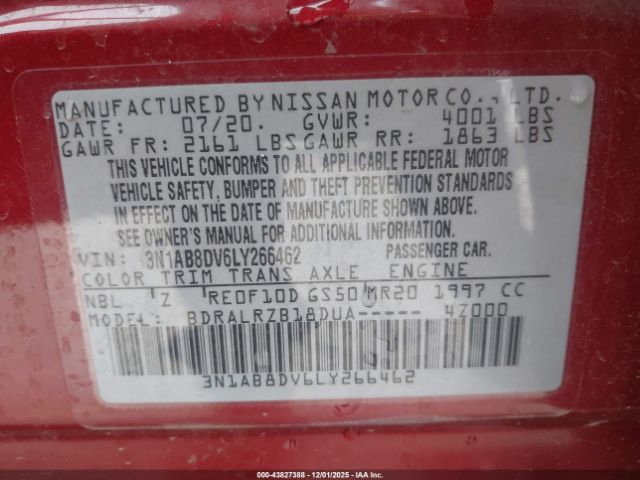 MANUFACTURED BY NISSAN MOTOR CO., LTD.
DATE: 07/20. GVWR: 4001 LBS
GAWR FR: 2161 LBS GAWR RR: 1863 LBS
THIS VEHICLE CONFORMS TO ALL APPLICABLE FEDERAL MOTOR
VEHICLE SAFETY, BUMPER AND THEFT PREVENTION STANDARDS
IN EFFECT ON THE DATE OF MANUFACTURE SHOWN ABOVE.
SEE OWNER'S MANUAL FOR ADDITIONAL INFORMATION.
VIN: 3N1AB8DV6LY266462 PASSENGER CAR.
COLOR TRIM TRANS AXLE ENGINE
NBL Z RE0F10D GS50 MR20 1997 CC
MODEL: BDRALRZB18DUA----- 4Z000
3N1AB8DV6LY266462
000-43827388 • 12/01/2025 • IAAI.COM